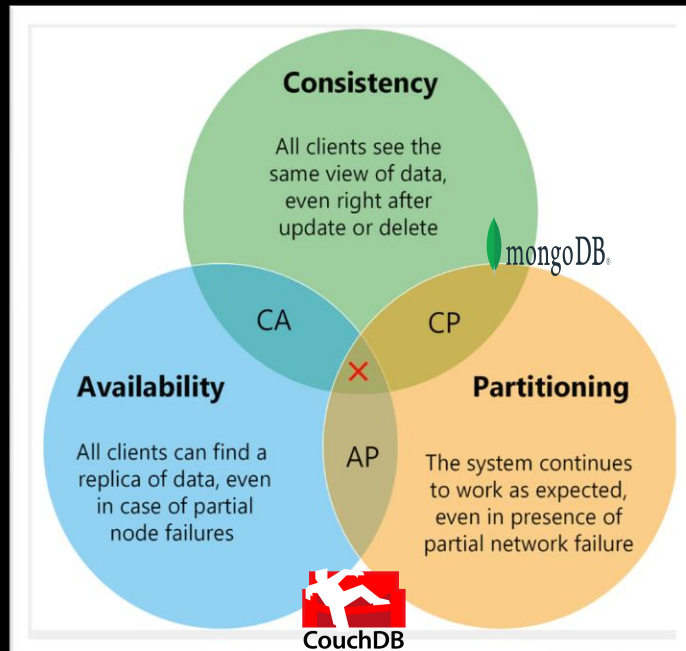 Consistency
All clients see the
same view of data,
even right after
update or delete
mongoDB®
CA
CP
Availability
All clients can find a
replica of data, even
in case of partial
node failures
AP
Partitioning
The system continues
to work as expected,
even in presence of
partial network failure
CouchDB